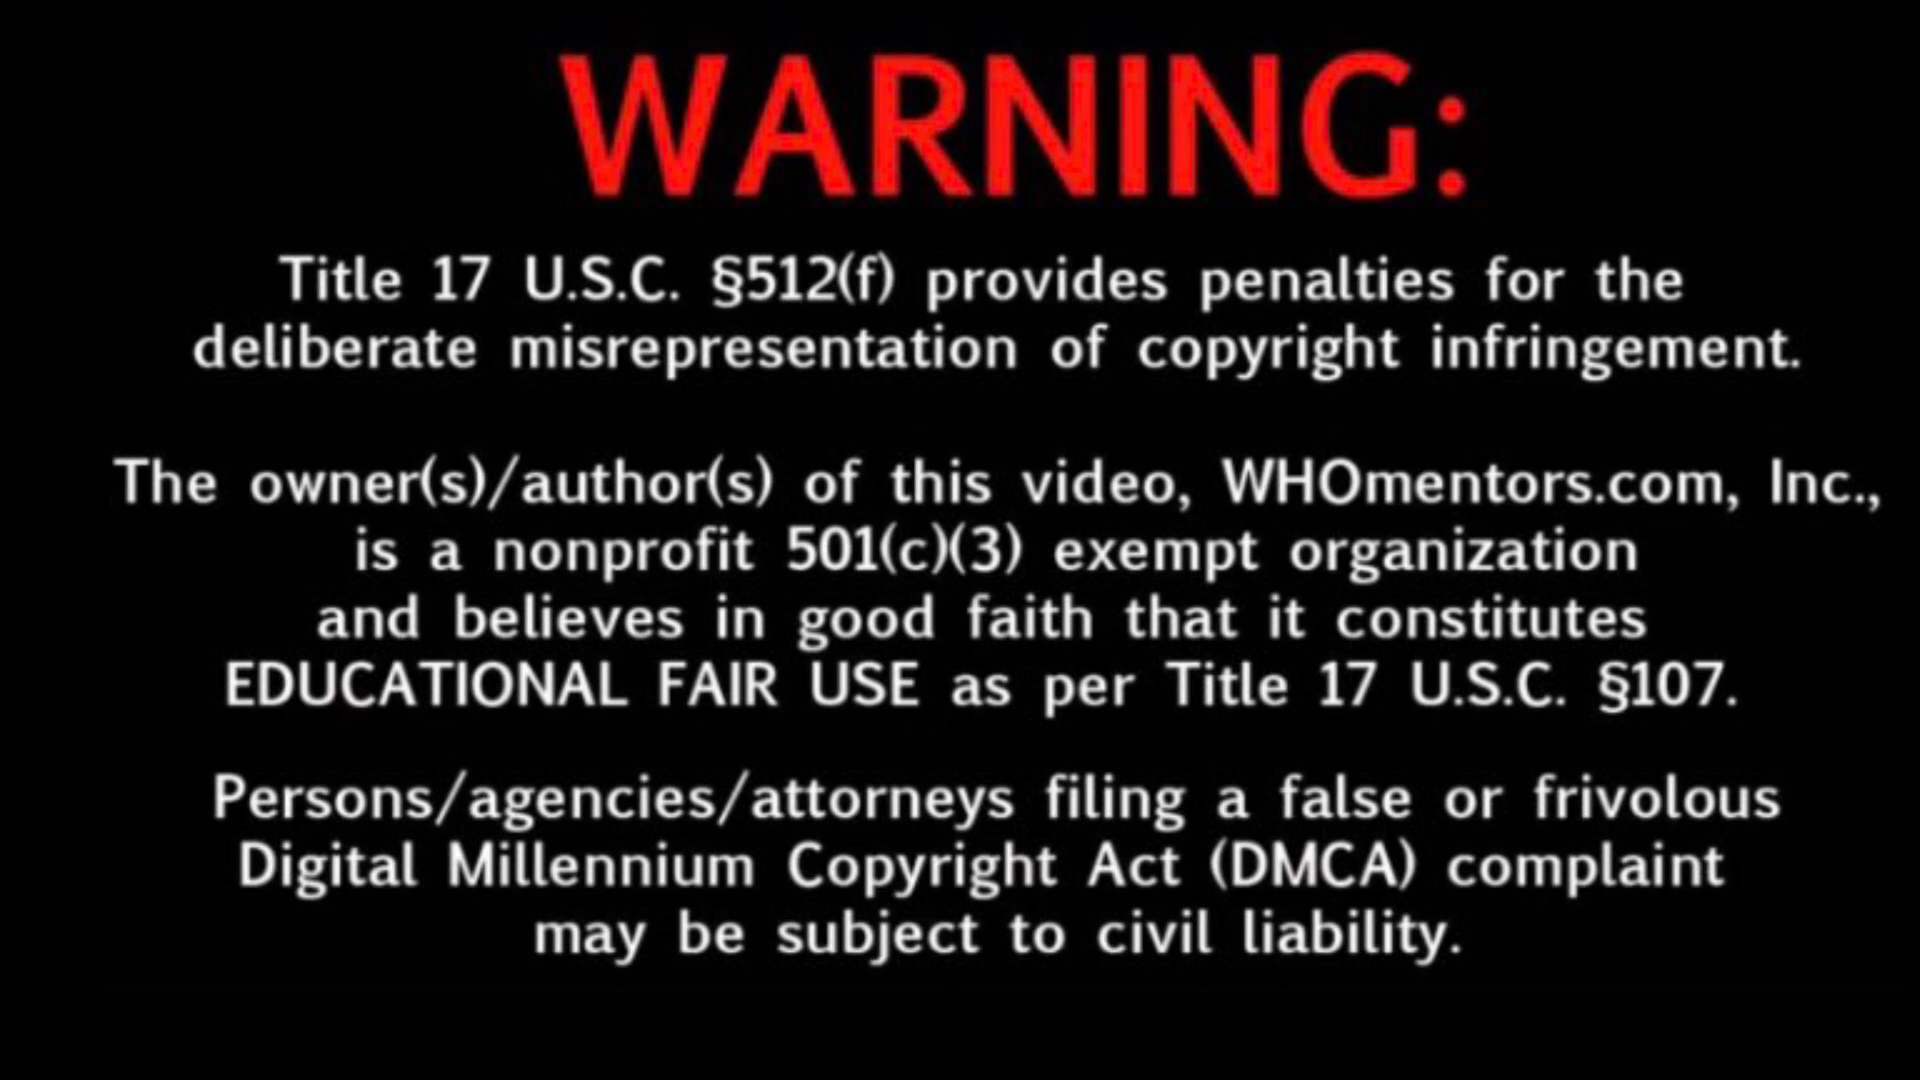 WARNING:
Title 17 U.S.C. §512(f) provides penalties for the
deliberate misrepresentation of copyright infringement.
The owner(s)/author(s) of this video, WHOmentors.com, Inc.,
is a nonprofit 501(c)(3) exempt organization
and believes in good faith that it constitutes
EDUCATIONAL FAIR USE as per Title 17 U.S.C. §107.
Persons/agencies/attorneys filing a false or frivolous
Digital Millennium Copyright Act (DMCA) complaint
may be subject to civil liability.